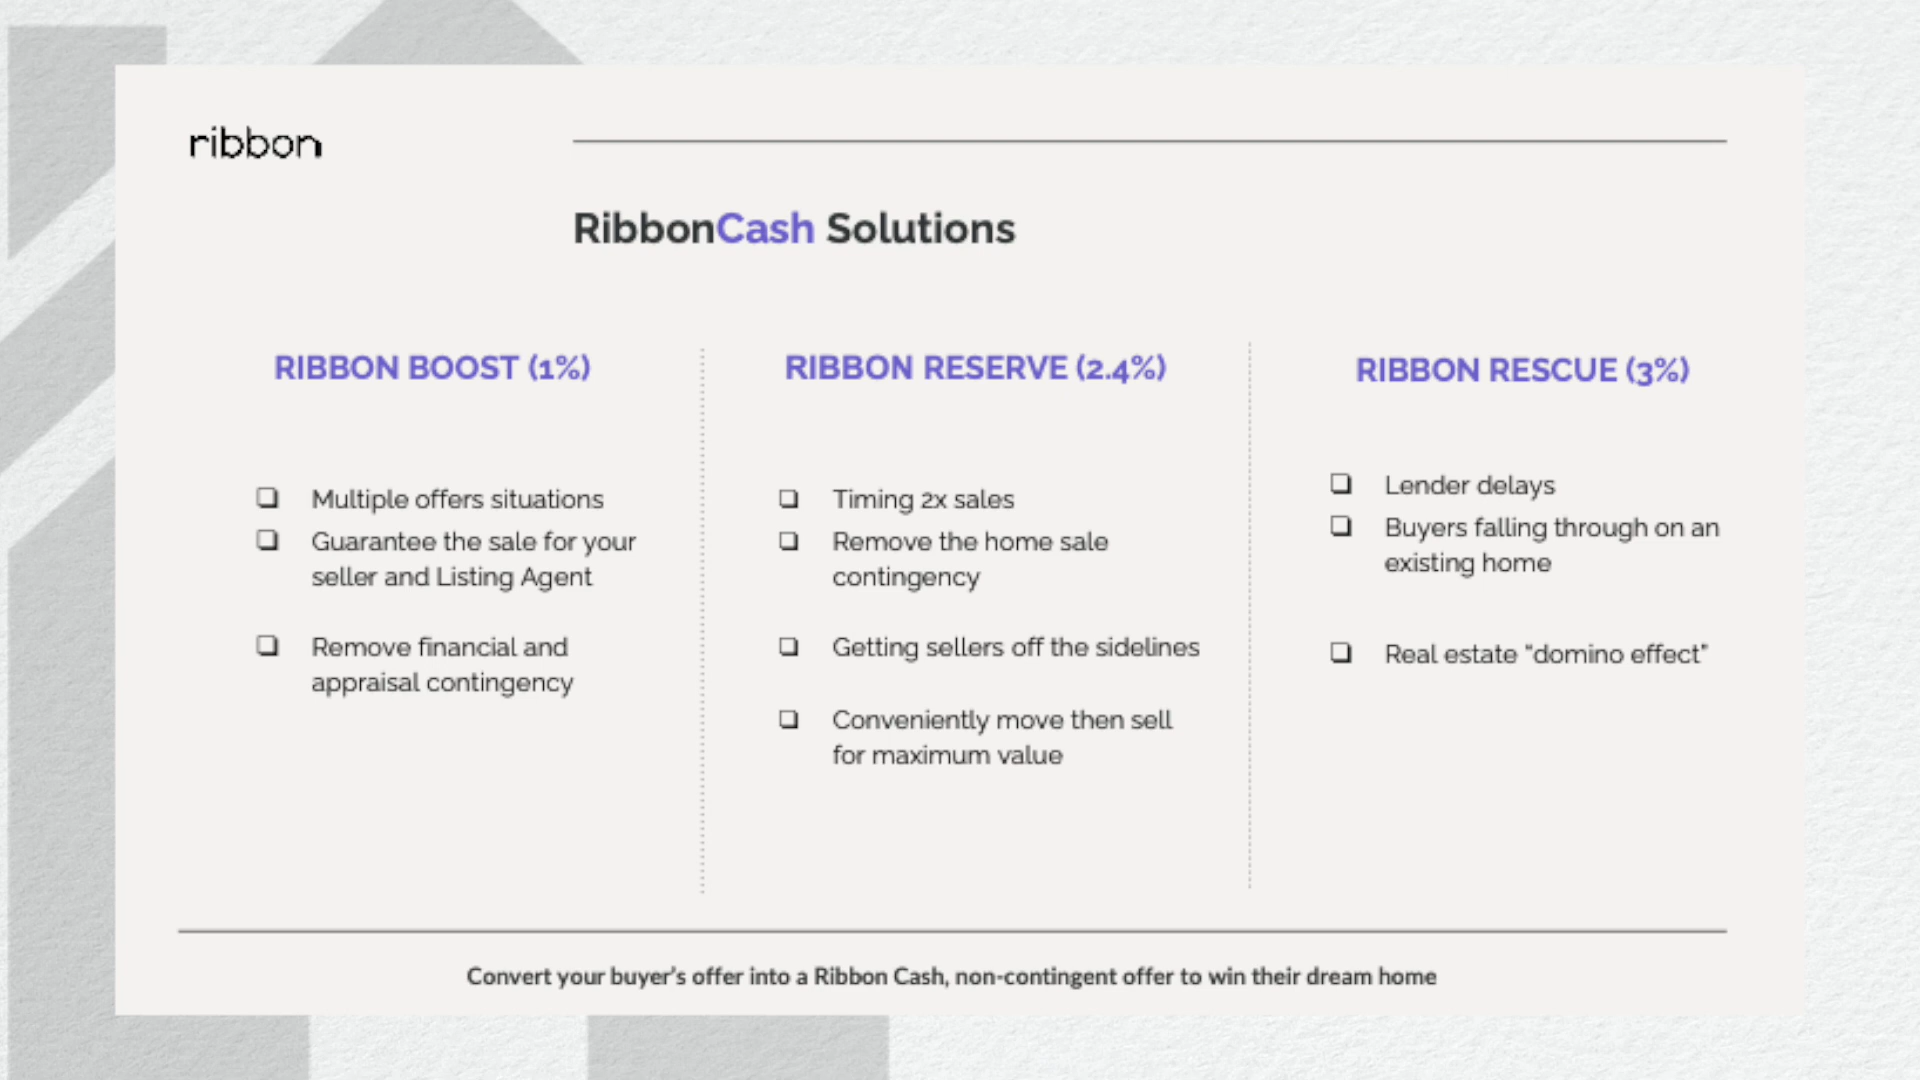 ribbon
RibbonCash Solutions
RIBBON BOOST (1%)
❏ Multiple offers situations
❏ Guarantee the sale for your
seller and Listing Agent
❏ Remove financial and
appraisal contingency
RIBBON RESERVE (2.4%)
❏ Timing 2x sales
❏ Remove the home sale
contingency
❏ Getting sellers off the sidelines
❏ Conveniently move then sell
for maximum value
RIBBON RESCUE (3%)
❏ Lender delays
❏ Buyers falling through on an
existing home
❏ Real estate “domino effect”
Convert your buyer’s offer into a Ribbon Cash, non-contingent offer to win their dream home